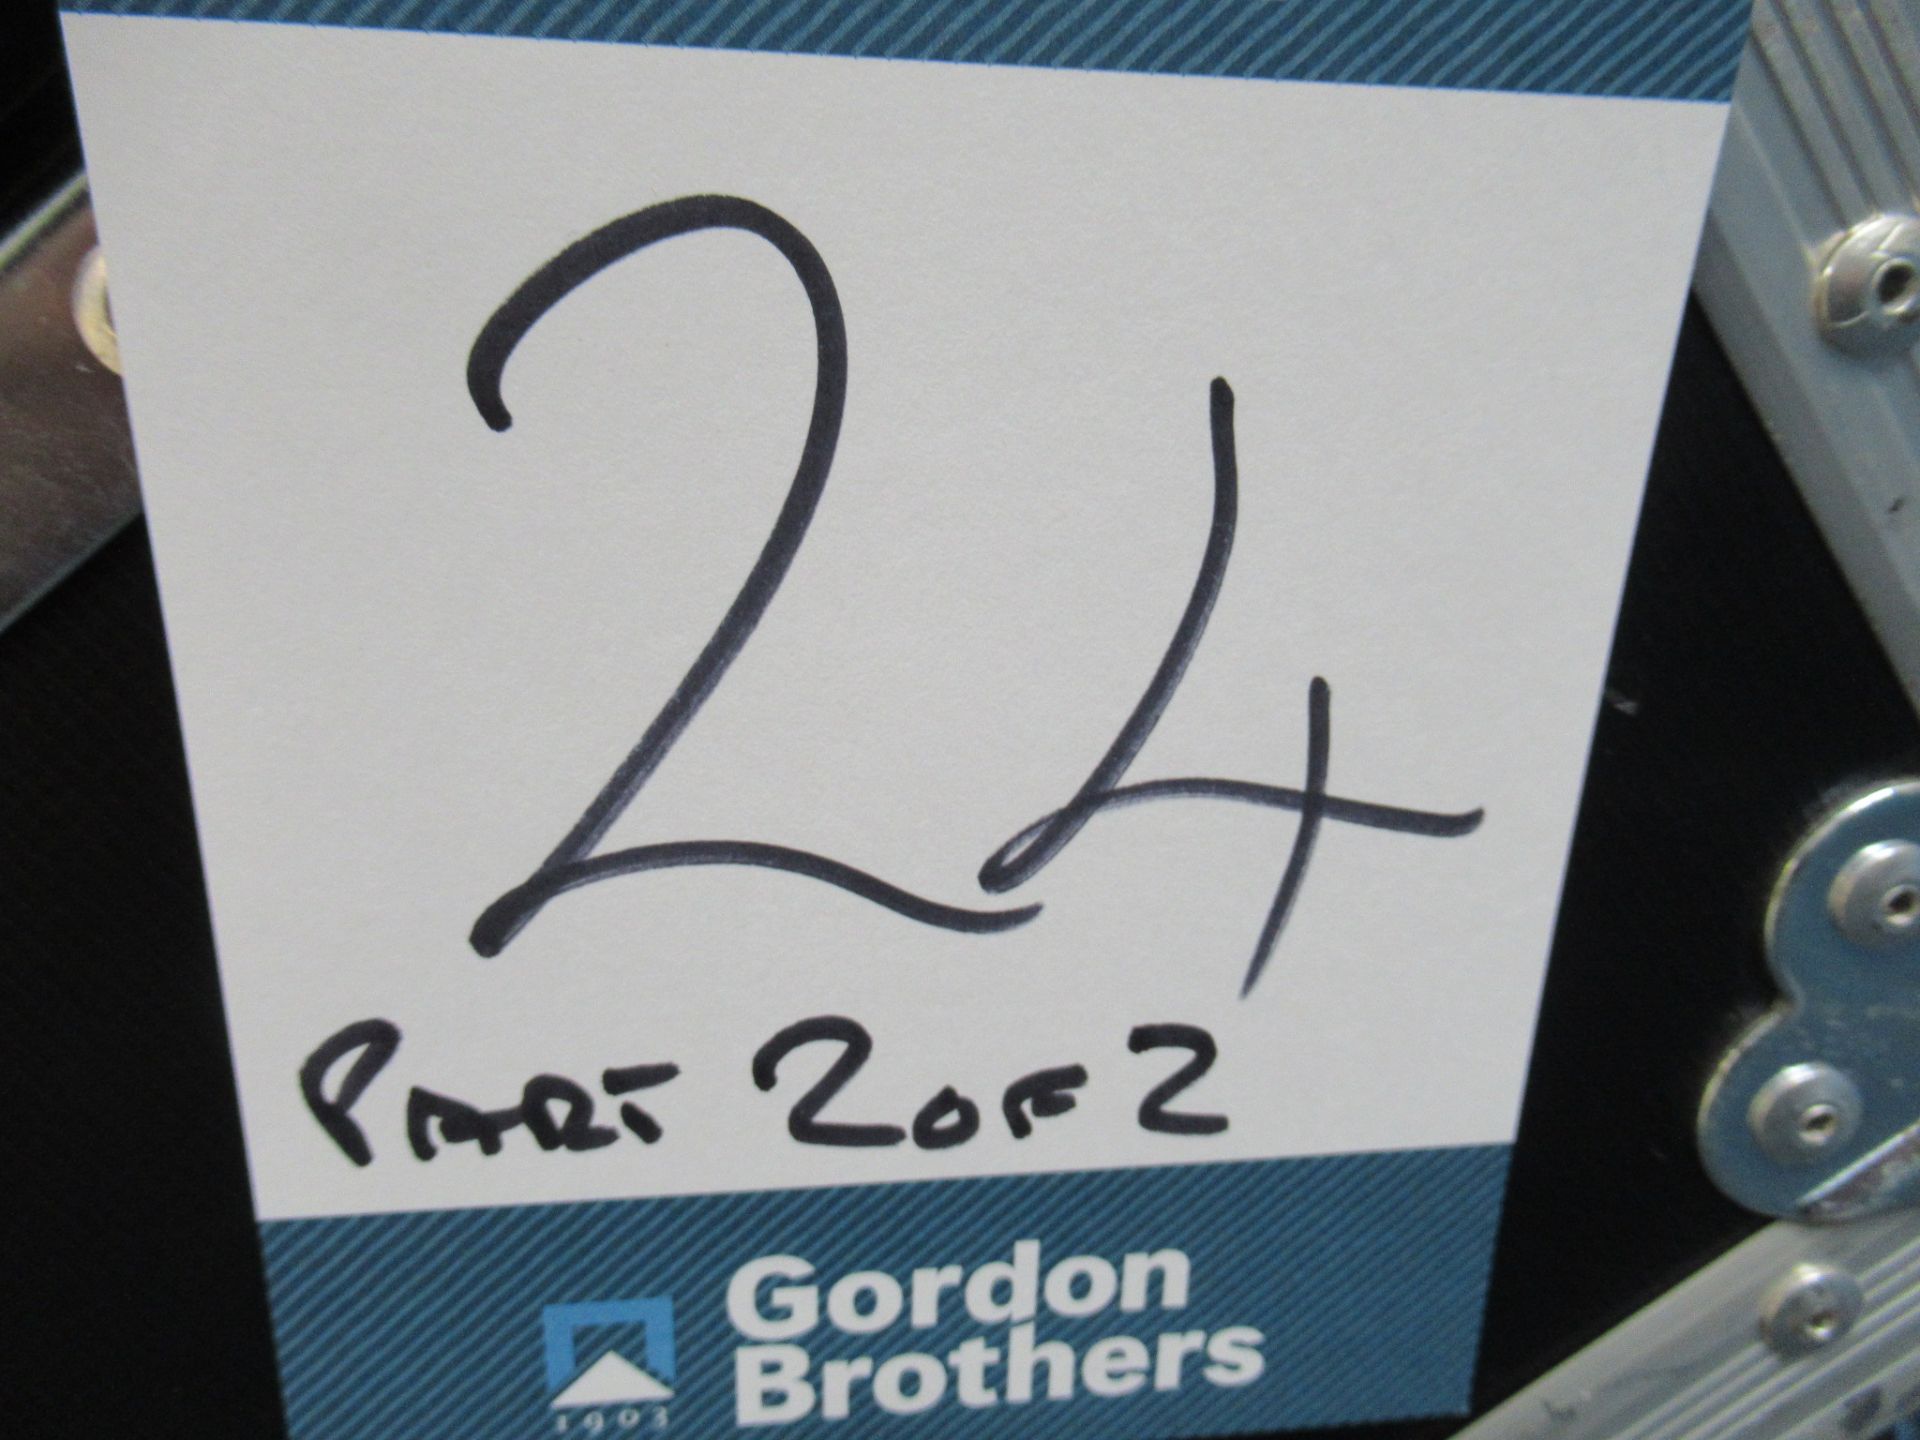 24
PART 2 OF 2
Gordon
Brothers
1903